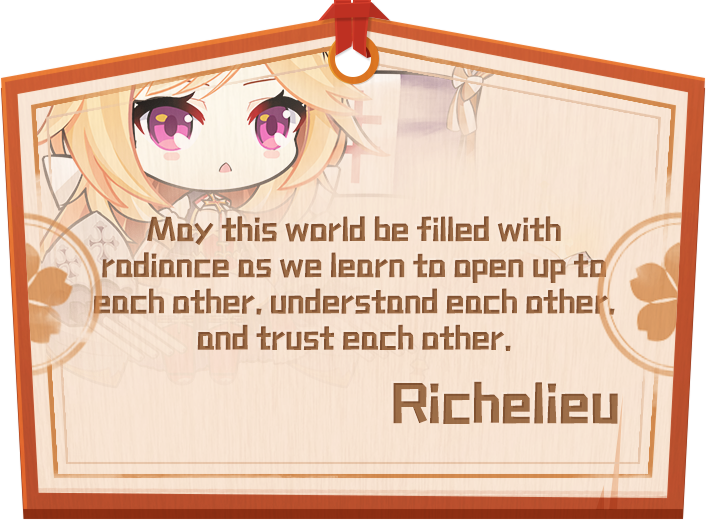 May this world be filled with
radiance as we learn to open up to
each other, understand each other,
and trust each other.
Richelieu